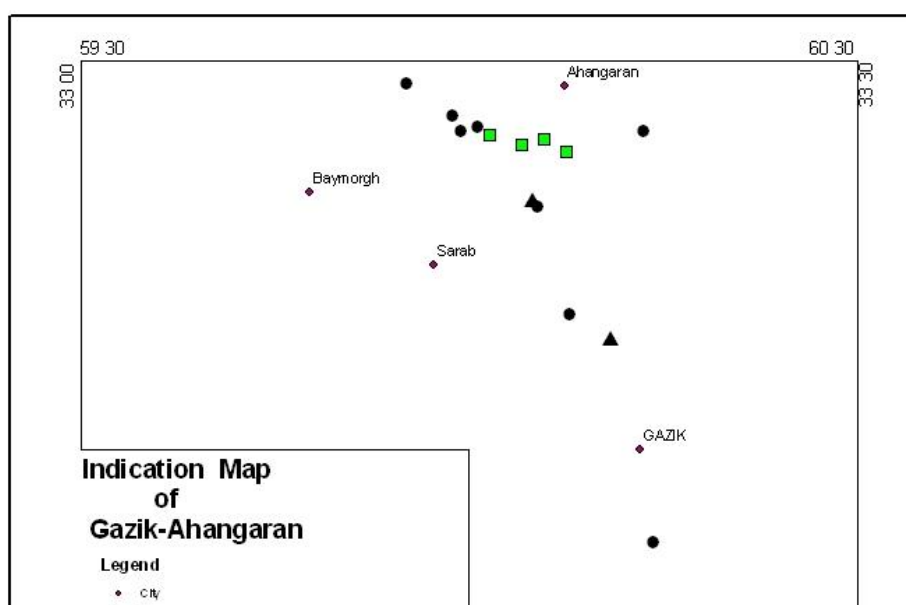 59 30
60 30
33 00
33 30
Ahangaran
Baymorgh
Sarab
GAZIK
Indication Map
of
Gazik-Ahangaran
Legend
City